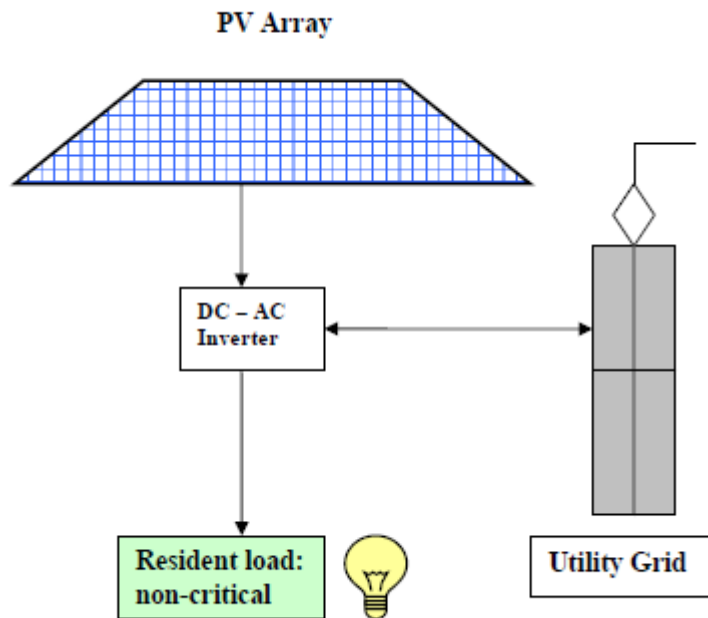 PV Array
DC – AC
Inverter
Resident load:
non-critical
Utility Grid